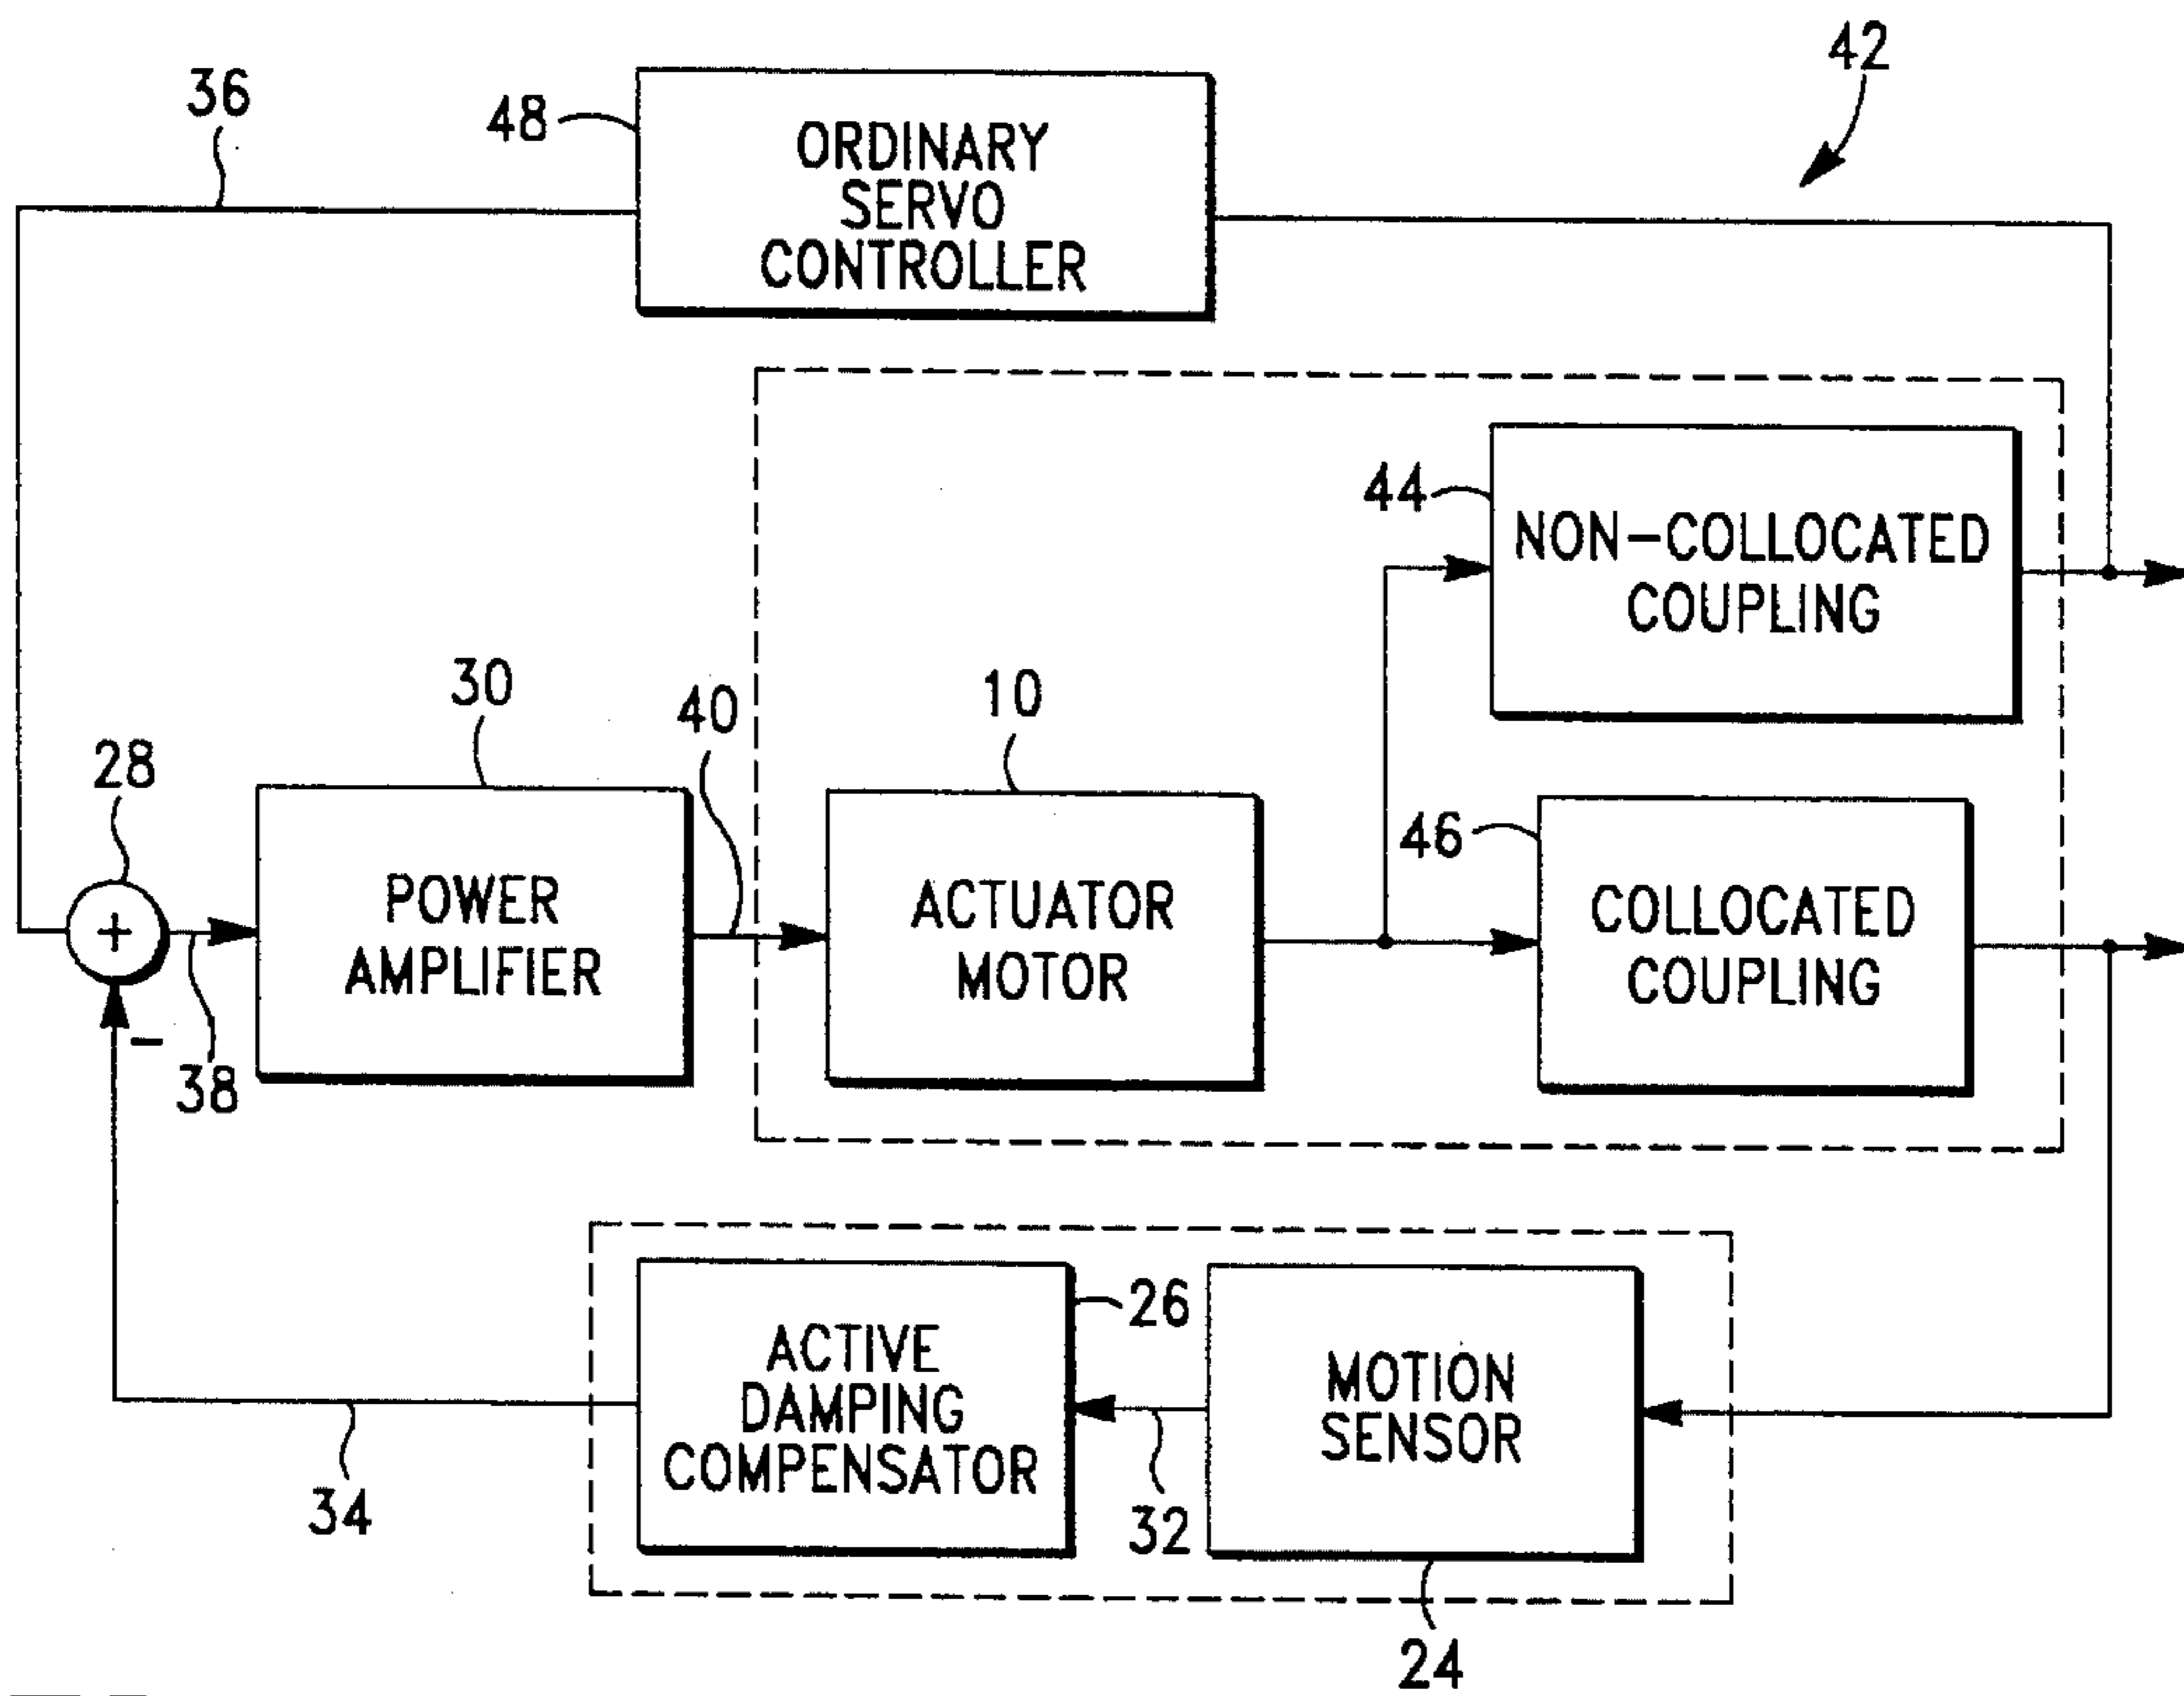 42
36
48
ORDINARY
SERVO
CONTROLLER
44
NON-COLLOCATED
COUPLING
30
40
10
28
46
POWER
AMPLIFIER
ACTUATOR
MOTOR
COLLOCATED
COUPLING
+
-
38
26
ACTIVE
DAMPING
COMPENSATOR
MOTION
SENSOR
34
32
24